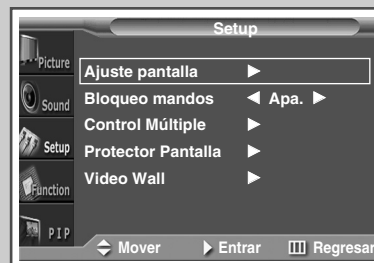 Setup
Picture
Sound
Setup
Function
PIP
Ajuste pantalla
Bloqueo mandos ◀ Apa. ▶
Control Múltiple
Protector Pantalla
Video Wall
Mover Entrar Regresar